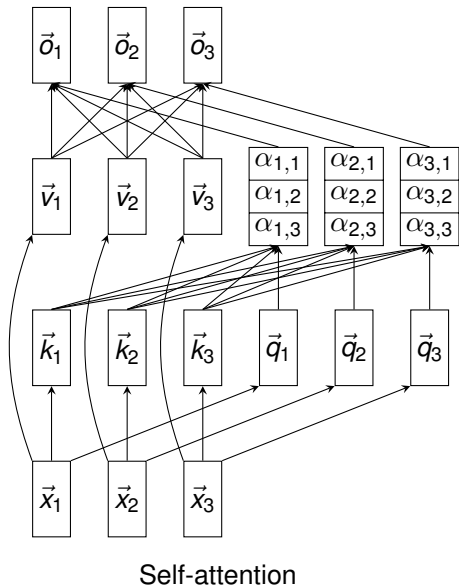 o⃗1 o⃗2 o⃗3
v⃗1 v⃗2 v⃗3 α1,1 α2,1 α3,1
α1,2 α2,2 α3,2
α1,3 α2,3 α3,3
k⃗1 k⃗2 k⃗3 q⃗1 q⃗2 q⃗3
x⃗1 x⃗2 x⃗3
Self-attention